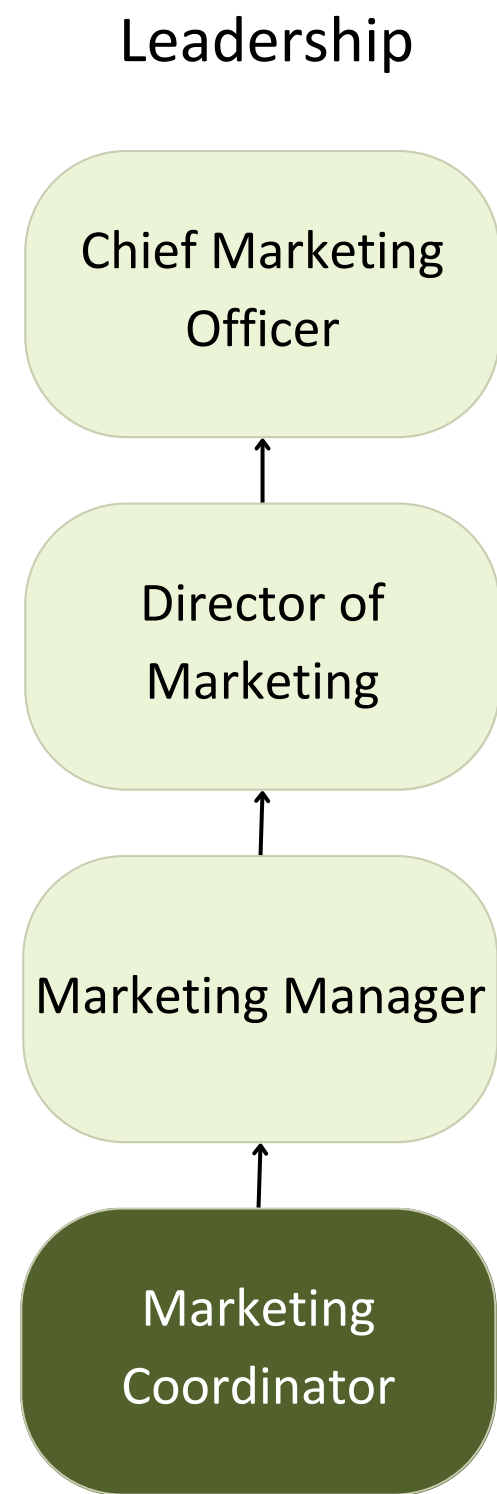 Leadership
Chief Marketing
Officer
Director of
Marketing
Marketing Manager
Marketing
Coordinator